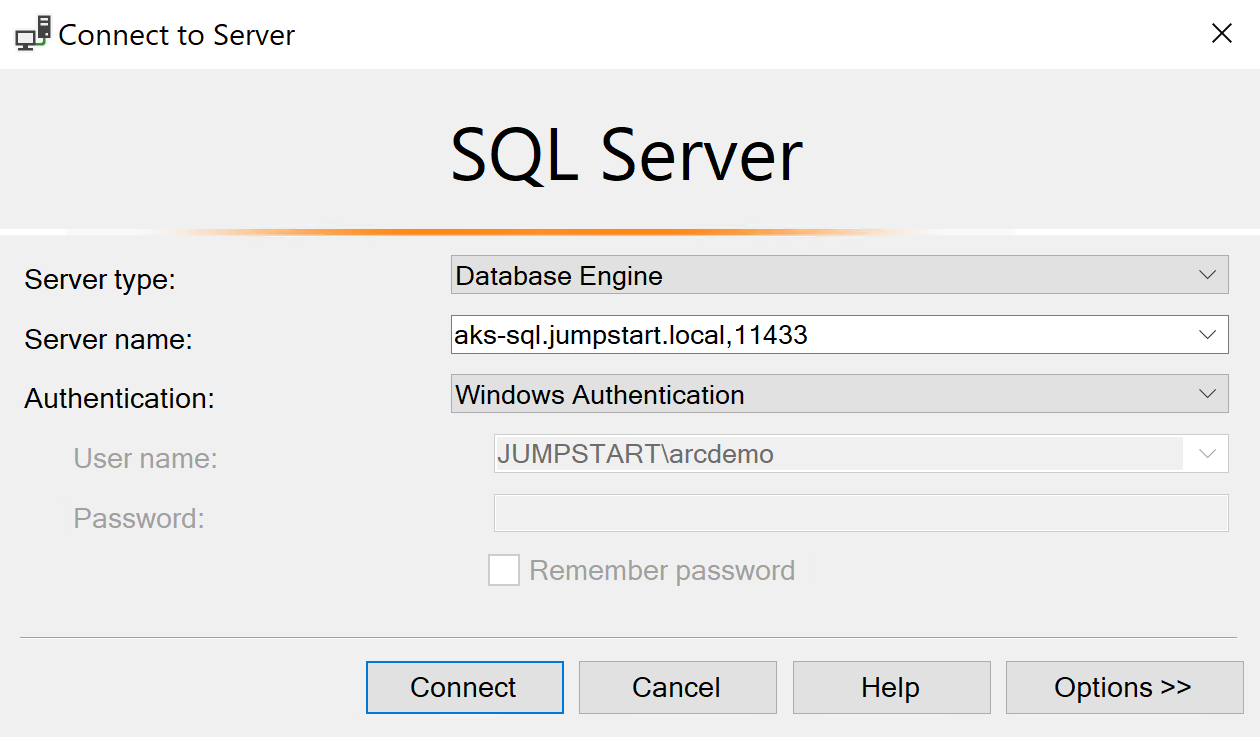 Connect to Server
SQL Server
Server type: Database Engine
Server name: aks-sql.jumpstart.local,11433
Authentication: Windows Authentication
User name: JUMPSTART\arcdemo
Password:
Remember password
Connect Cancel Help Options >>